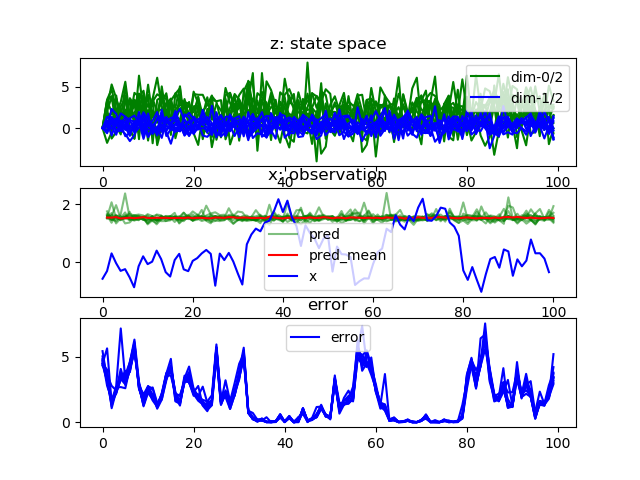 z: state space
5
0
dim-0/2
dim-1/2
0 20 40 60 80 100
x: observation
2
0
pred
pred_mean
x
0 20 40 60 80 100
error
5
0
error
0 20 40 60 80 100